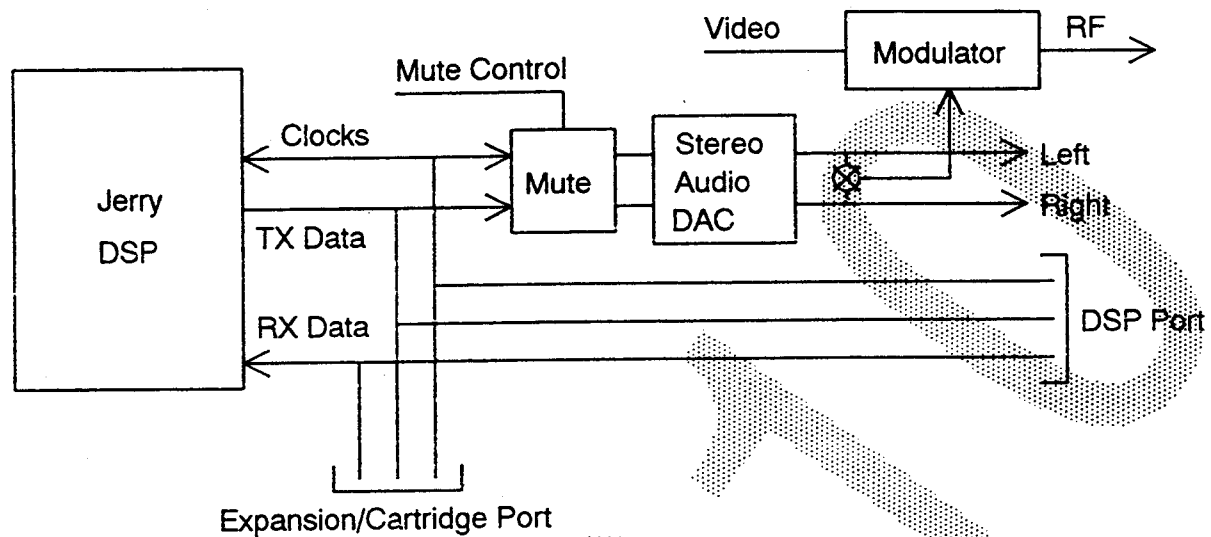 Video
RF
Modulator
Mute Control
Clocks
Stereo
Audio
DAC
Left
Mute
Jerry
DSP
Right
TX Data
RX Data
DSP Port
Expansion/Cartridge Port